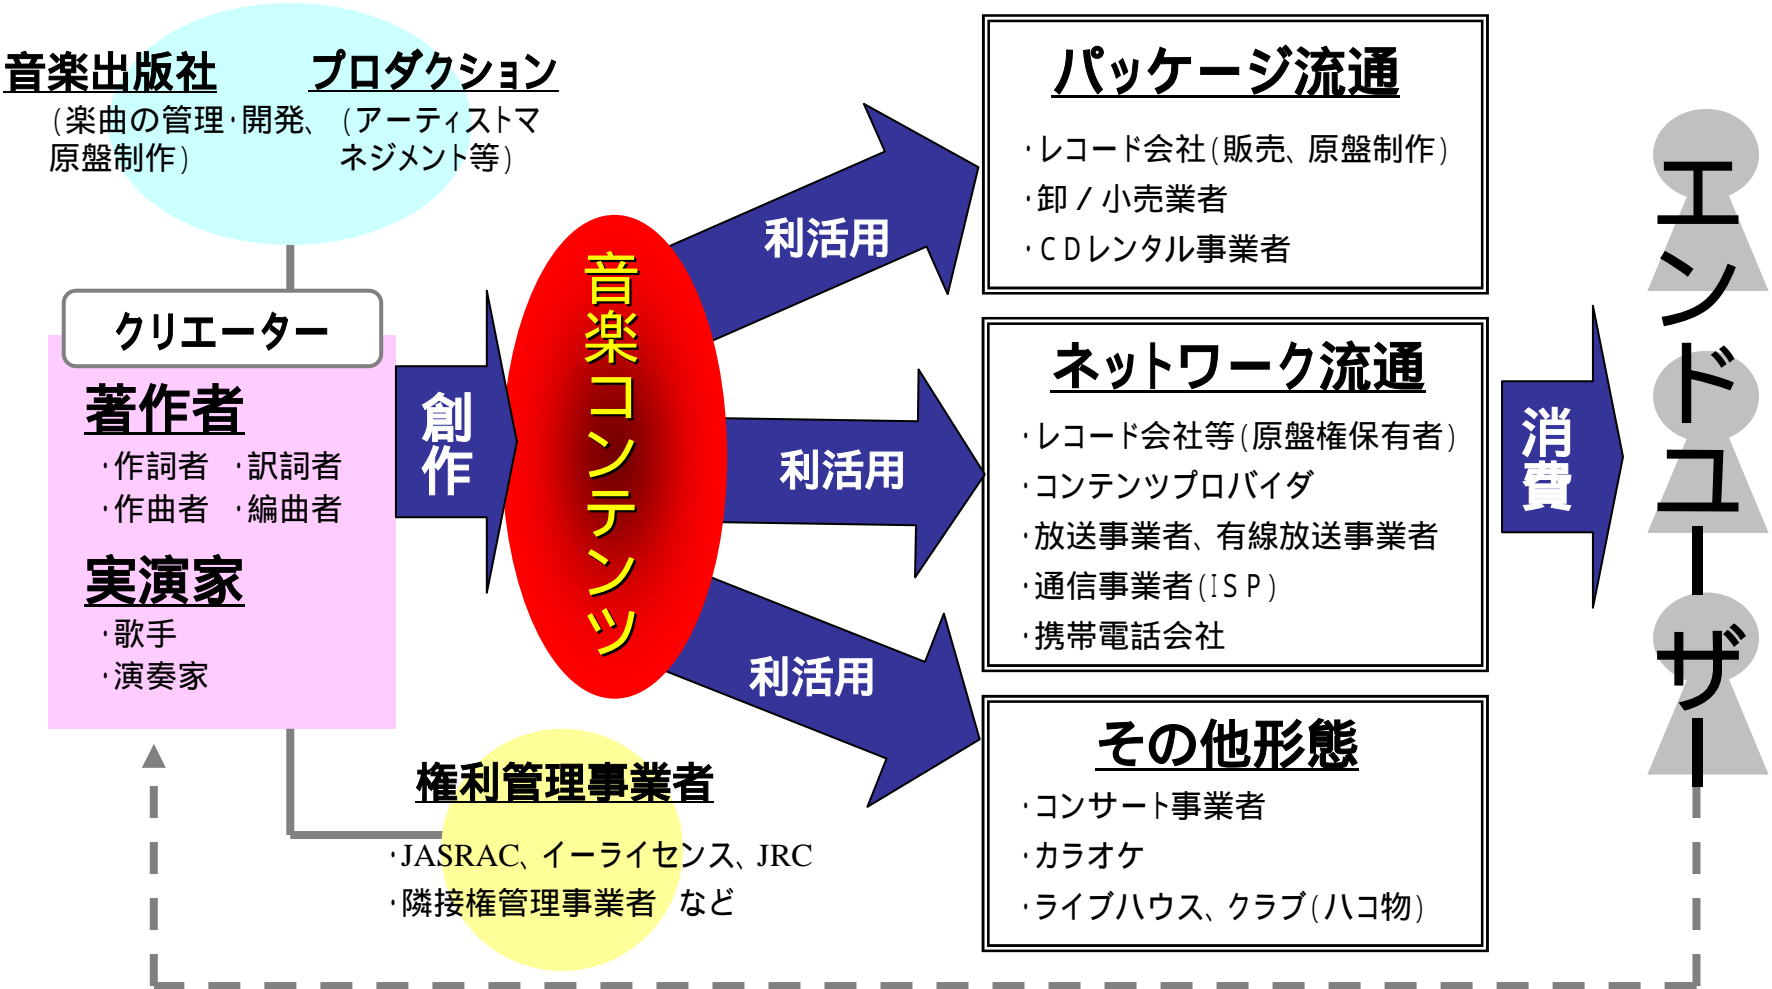 音楽出版社
(楽曲の管理・開発、
原盤制作)
プロダクション
(アーティストマ
ネジメント等)
クリエーター
著作者
・作詞者 ・訳詞者
・作曲者 ・編曲者
実演家
・歌手
・演奏家
創作
音楽コンテンツ
権利管理事業者
・JASRAC、イーライセンス、JRC
・隣接権管理事業者 など
利活用
利活用
利活用
パッケージ流通
・レコード会社(販売、原盤制作)
・卸/小売業者
・CDレンタル事業者
ネットワーク流通
・レコード会社等(原盤権保有者)
・コンテンツプロバイダ
・放送事業者、有線放送事業者
・通信事業者(ISP)
・携帯電話会社
その他形態
・コンサート事業者
・カラオケ
・ライブハウス、クラブ(ハコ物)
消費
エンドユーザー